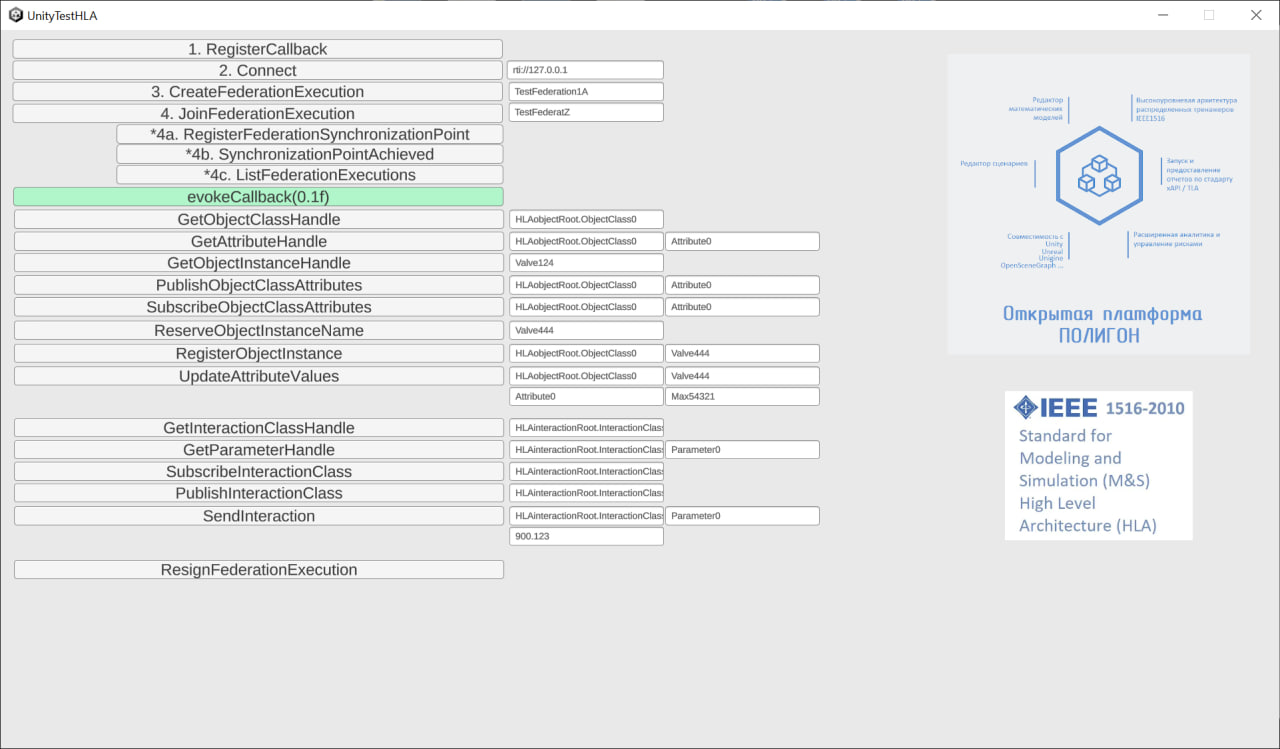 UnityTestHLA
1. RegisterCallback
2. Connect
rti://127.0.0.1
3. CreateFederationExecution
TestFederation1A
4. JoinFederationExecution
TestFederatZ
*4a. RegisterFederationSynchronizationPoint
*4b. SynchronizationPointAchieved
*4c. ListFederationExecutions
evokeCallback(0.1f)
GetObjectClassHandle
HLAobjectRoot.ObjectClass0
GetAttributeHandle
HLAobjectRoot.ObjectClass0
Attribute0
GetObjectInstanceHandle
Valve124
PublishObjectClassAttributes
HLAobjectRoot.ObjectClass0
Attribute0
SubscribeObjectClassAttributes
HLAobjectRoot.ObjectClass0
Attribute0
ReserveObjectInstanceName
Valve444
RegisterObjectInstance
HLAobjectRoot.ObjectClass0
Valve444
UpdateAttributeValues
HLAobjectRoot.ObjectClass0
Valve444
Attribute0
Max54321
GetInteractionClassHandle
HLAinteractionRoot.InteractionClas
GetParameterHandle
HLAinteractionRoot.InteractionClas
Parameter0
SubscribeInteractionClass
HLAinteractionRoot.InteractionClas
PublishInteractionClass
HLAinteractionRoot.InteractionClas
SendInteraction
HLAinteractionRoot.InteractionClas
Parameter0
900.123
ResignFederationExecution
Редактор
математических
моделей
Высокоуровневая архитектура
распределенных тренажеров
IEEE1516
Редактор сценариев
Запуск и
предоставление
отчетов по стадарту
xAPI / TLA
Совместимость с
Unity
Unreal
Unigine
OpenSceneGraph ...
Расширенная аналитика и
управление рисками
Открытая платформа
ПОЛИГОН
IEEE 1516-2010
Standard for
Modeling and
Simulation (M&S)
High Level
Architecture (HLA)